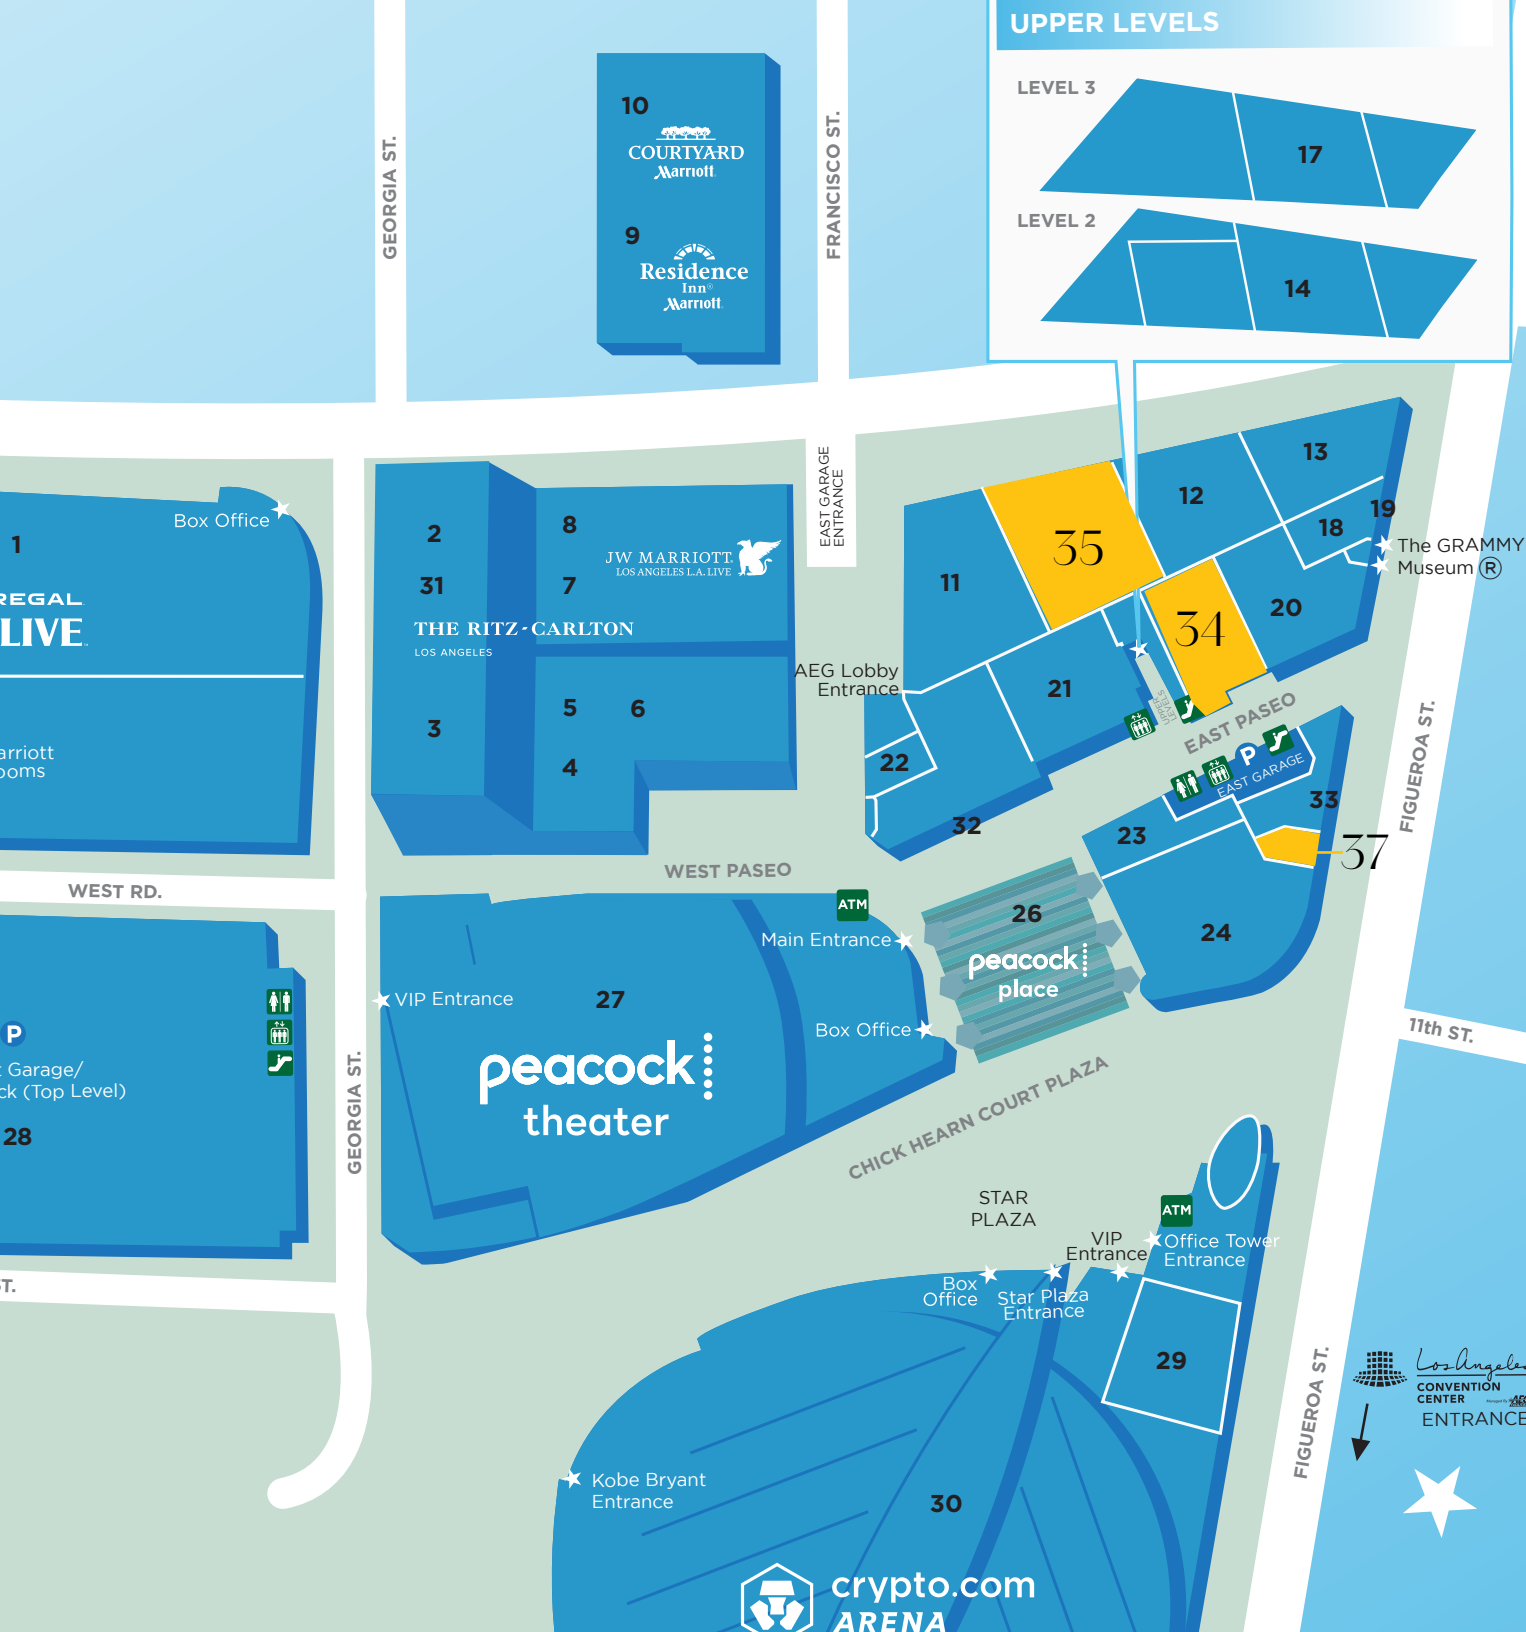 UPPER LEVELS
LEVEL 3
17
LEVEL 2
14
GEORGIA ST.
FRANCISCO ST.
10
COURTYARD
Marriott
9
Residence
Inn®
Marriott
EAST GARAGE
ENTRANCE
Box Office
1
REGAL
LIVE
arriott
ooms
2
31
THE RITZ-CARLTON
LOS ANGELES
3
8
JW MARRIOTT
LOS ANGELES L.A. LIVE
7
5
6
4
13
12
19
18
The GRAMMY
Museum ®
35
11
34
20
AEG Lobby
Entrance
21
UPPER
LEVELS
EAST PASEO
22
P
EAST GARAGE
33
32
23
37
FIGUEROA ST.
WEST PASEO
WEST RD.
ATM
Main Entrance
26
peacock
place
24
VIP Entrance
27
Box Office
peacock
theater
11th ST.
P
t Garage/
ck (Top Level)
28
GEORGIA ST.
CHICK HEARN COURT PLAZA
STAR
PLAZA
ATM
VIP
Entrance
Office Tower
Entrance
ST.
Box
Office
Star Plaza
Entrance
29
FIGUEROA ST.
Los Angeles
CONVENTION
CENTER
ENTRANCE
Kobe Bryant
Entrance
30
crypto.com
ARENA